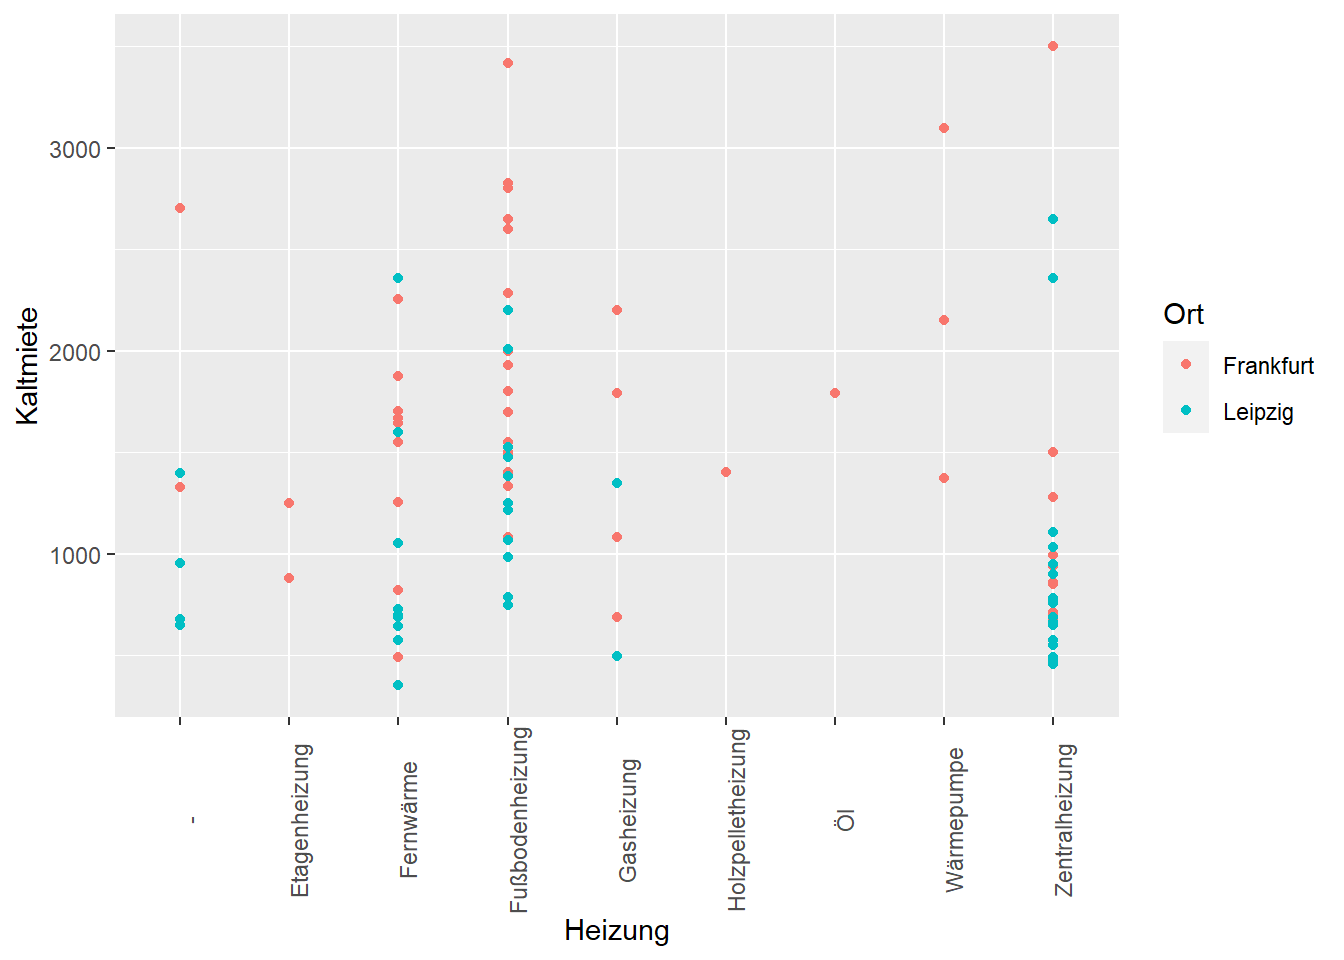 Kaltmiete
3000
2000
1000
-
Etagenheizung
Fernwärme
Fußbodenheizung
Gasheizung
Holzpelletheizung
Öl
Wärmepumpe
Zentralheizung
Heizung
Ort
Frankfurt
Leipzig